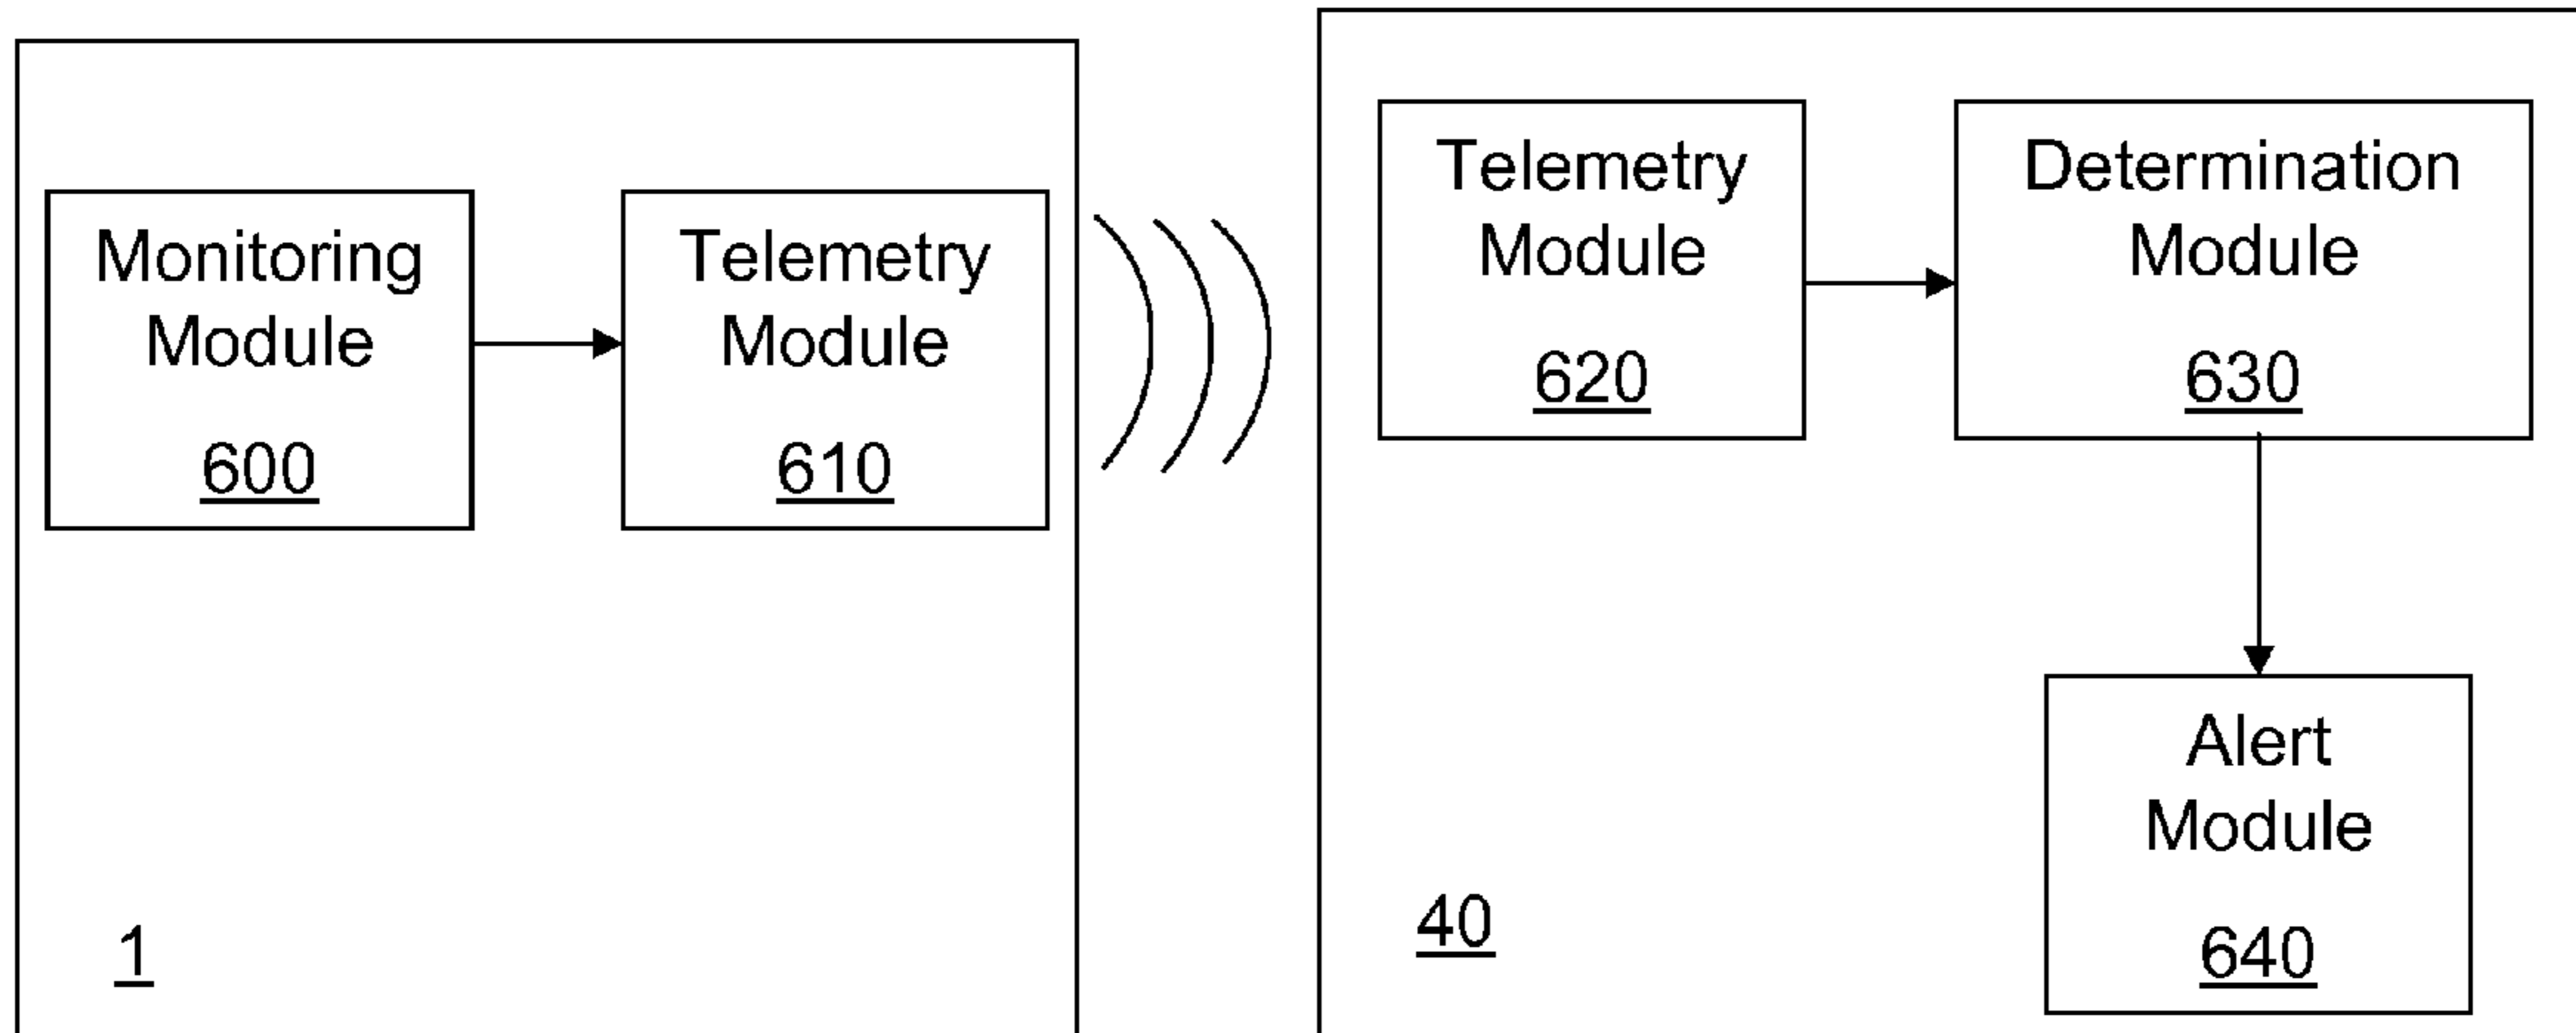 Monitoring
Module
600
Telemetry
Module
610
1
Telemetry
Module
620
Determination
Module
630
Alert
Module
640
40